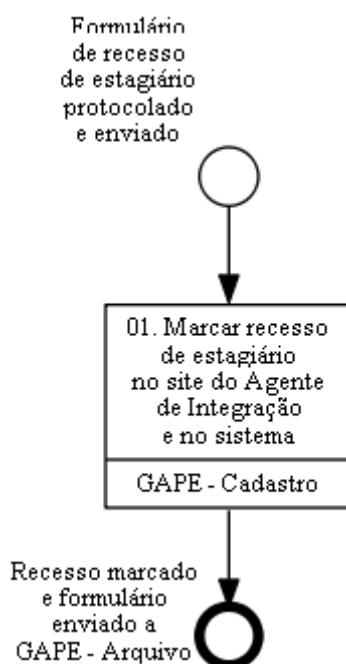 Formulário
de recesso
de estagiário
protocolado
e enviado
01. Marcar recesso
de estagiário
no site do Agente
de Integração
e no sistema
GAPE - Cadastro
Recesso marcado
e formulário
enviado a
GAPE - Arquivo